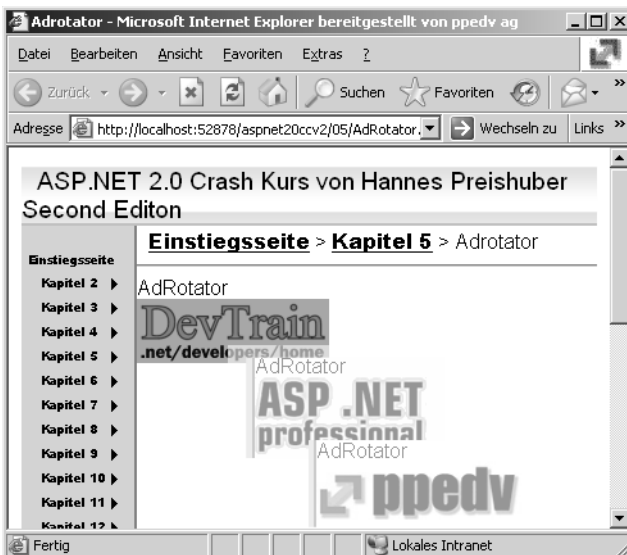 Adrotator - Microsoft Internet Explorer bereitgestellt von ppedv ag
Datei Bearbeiten Ansicht Favoriten Extras ?
Zurück Suchen Favoriten »
Adresse http://localhost:52878/aspnet20ccv2/05/AdRotator. Wechseln zu Links »
ASP.NET 2.0 Crash Kurs von Hannes Preishuber
Second Editon
Einstiegsseite > Kapitel 5 > Adrotator
Einstiegsseite
Kapitel 2
Kapitel 3
Kapitel 4
Kapitel 5
Kapitel 6
Kapitel 7
Kapitel 8
Kapitel 9
Kapitel 10
Kapitel 11
Kapitel 12
AdRotator
DevTrain
.net/developers/home
AdRotator
ASP .NET
professional
AdRotator
ppedv
Fertig Lokales Intranet